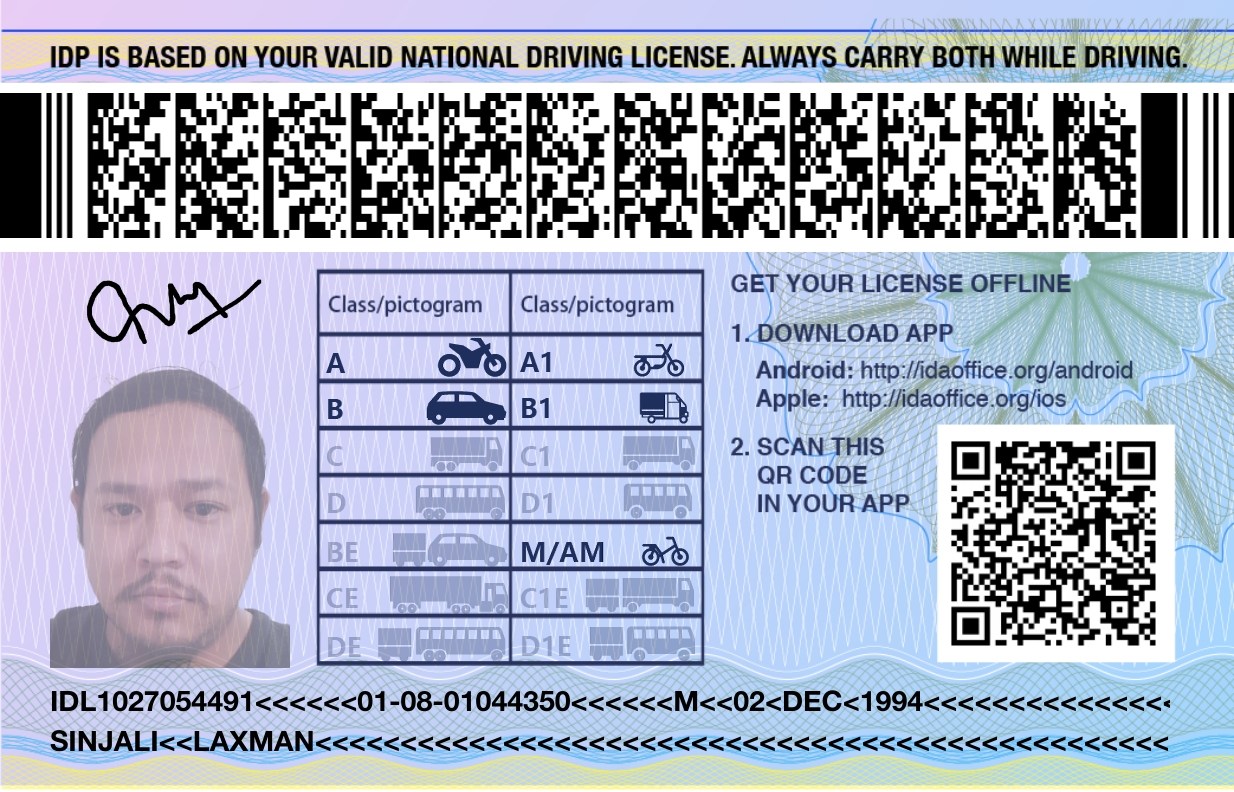 IDP IS BASED ON YOUR VALID NATIONAL DRIVING LICENSE. ALWAYS CARRY BOTH WHILE DRIVING.
Class/pictogram Class/pictogram
A A1
B B1
C C1
D D1
BE M/AM
CE C1E
DE D1E
GET YOUR LICENSE OFFLINE
1. DOWNLOAD APP
Android: http://idaoffice.org/android
Apple: http://idaoffice.org/ios
2. SCAN THIS
QR CODE
IN YOUR APP
IDL1027054491<<<<<<01-08-01044350<<<<<<M<<02<DEC<1994<<<<<<<<<<<<<<<
SINJALI<<LAXMAN<<<<<<<<<<<<<<<<<<<<<<<<<<<<<<<<<<<<<<<<<<<<<<<<<<<<<<<<<<<